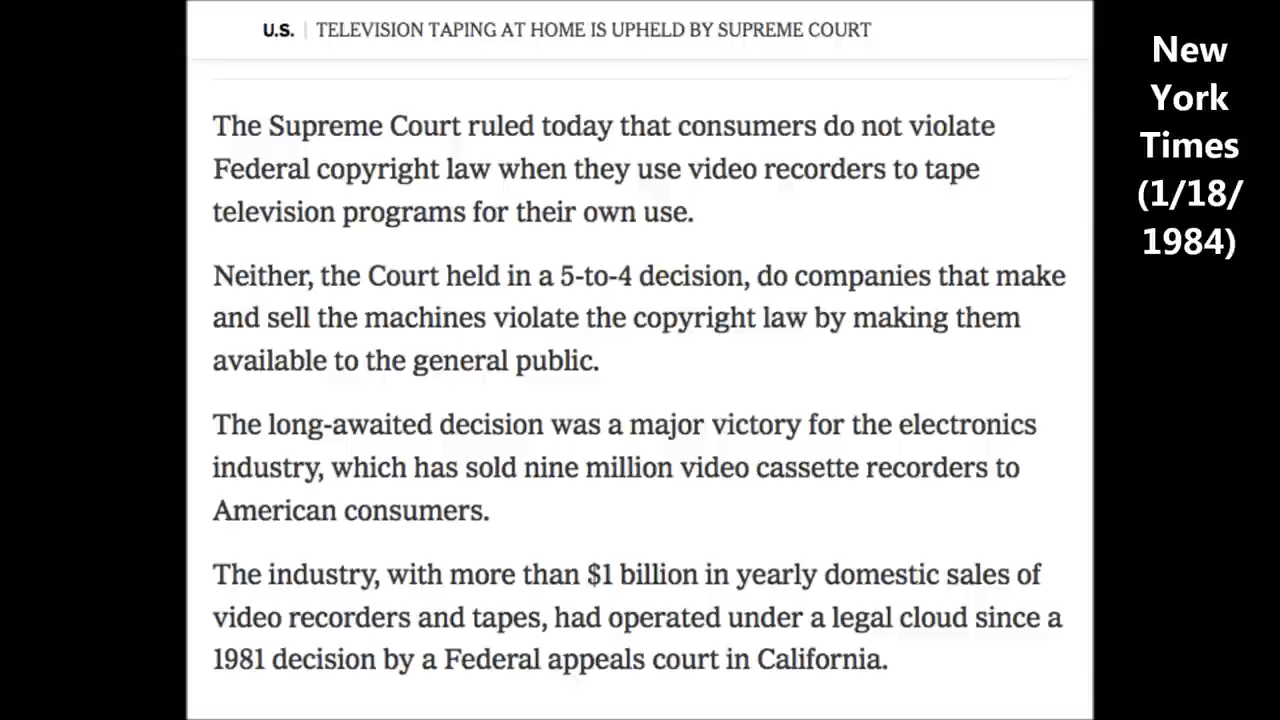 U.S. | TELEVISION TAPING AT HOME IS UPHELD BY SUPREME COURT
The Supreme Court ruled today that consumers do not violate
Federal copyright law when they use video recorders to tape
television programs for their own use.
Neither, the Court held in a 5-to-4 decision, do companies that make
and sell the machines violate the copyright law by making them
available to the general public.
The long-awaited decision was a major victory for the electronics
industry, which has sold nine million video cassette recorders to
American consumers.
The industry, with more than $1 billion in yearly domestic sales of
video recorders and tapes, had operated under a legal cloud since a
1981 decision by a Federal appeals court in California.
New
York
Times
(1/18/
1984)